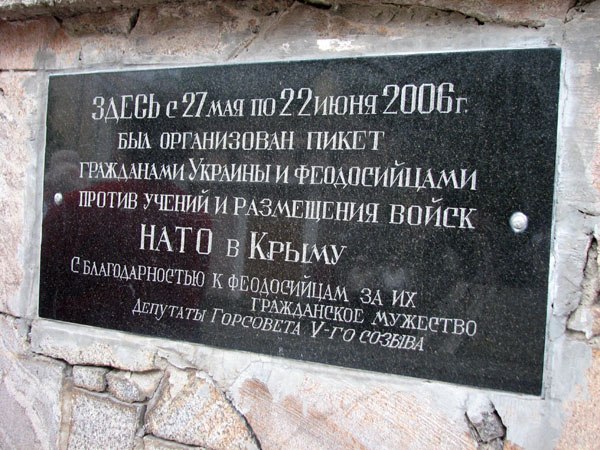 ЗДЕСЬ с 27 мая по 22 июня 2006 г.
был организован пикет
гражданами Украины и феодосийцами
против учений и размещения войск
НАТО в Крыму
С благодарностью к феодосийцам за их
гражданское мужество
Депутаты Горсовета V-го созыва